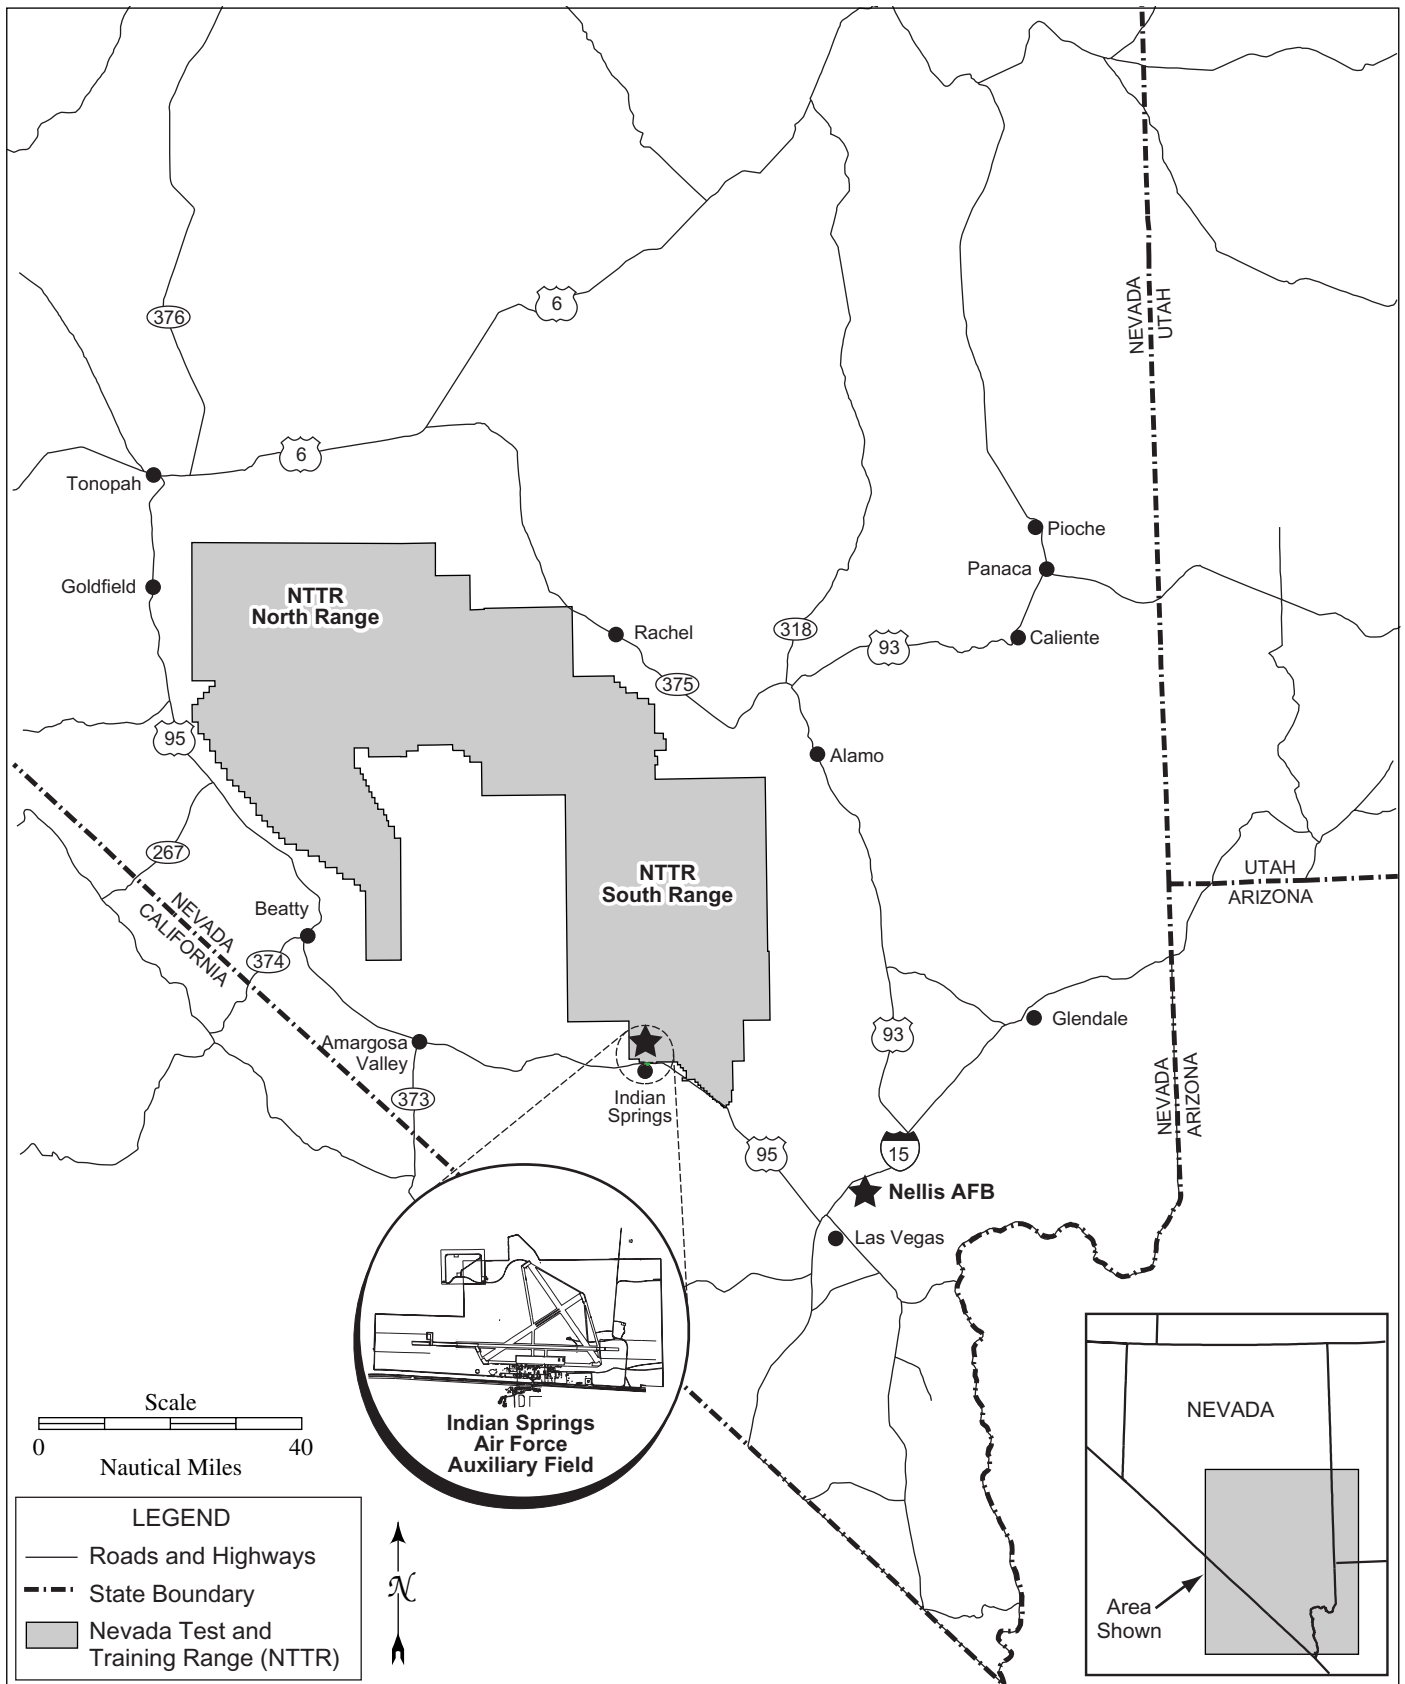 376
6
6
NEVADA
UTAH
Tonopah
Goldfield
Pioche
Panaca
Caliente
NTTR
North Range
Rachel
318
93
375
95
Alamo
267
NTTR
South Range
UTAH
ARIZONA
Beatty
NEVADA
CALIFORNIA
374
Amargosa
Valley
373
Glendale
93
NEVADA
ARIZONA
Indian
Springs
95
15
Nellis AFB
Las Vegas
Indian Springs
Air Force
Auxiliary Field
Scale
0 40
Nautical Miles
LEGEND
Roads and Highways
State Boundary
Nevada Test and
Training Range (NTTR)
N
NEVADA
Area
Shown